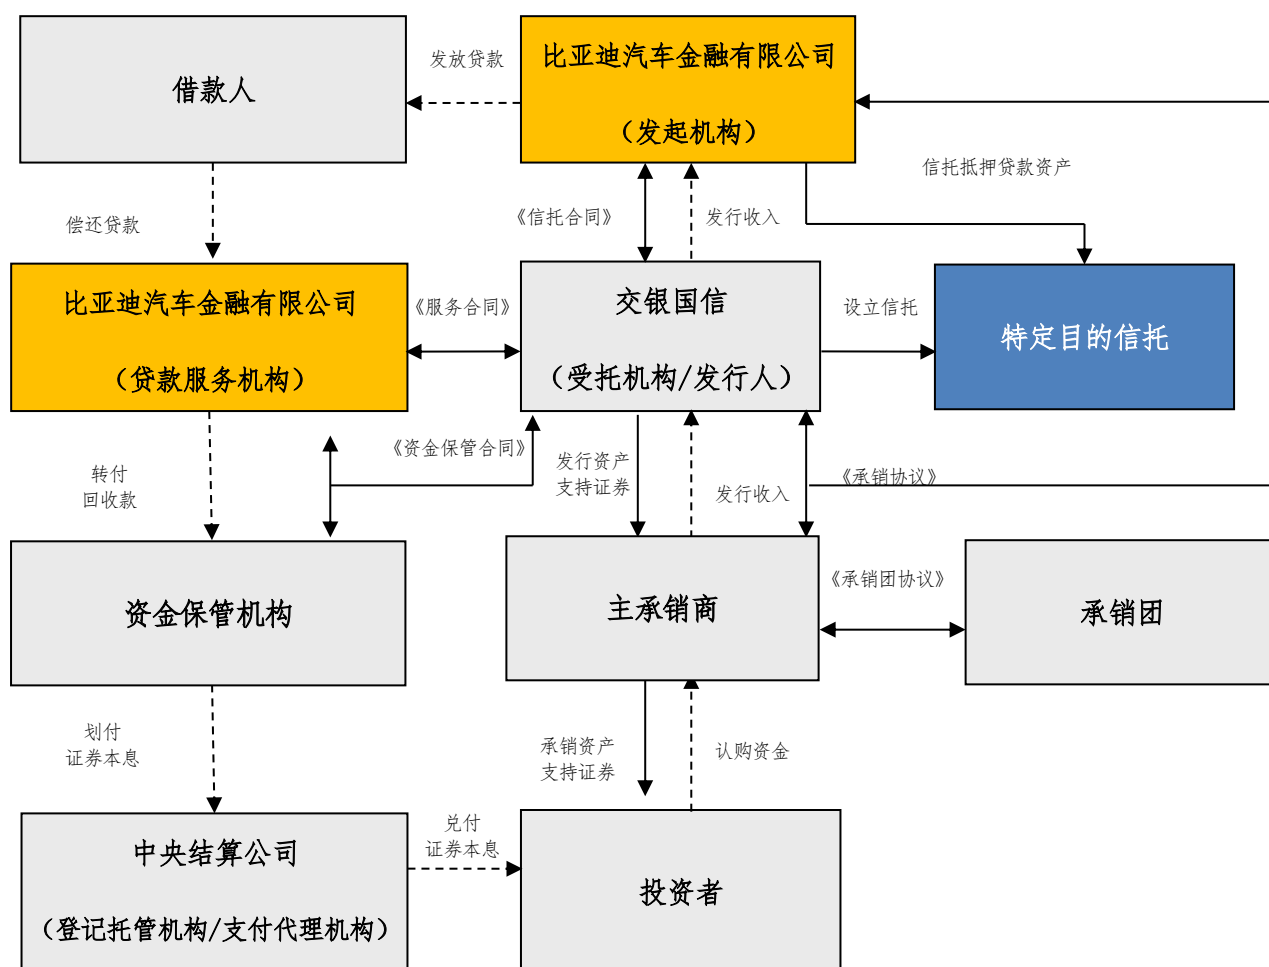 发放贷款
比亚迪汽车金融有限公司
（发起机构）
借款人
信托抵押贷款资产
偿还贷款
《信托合同》
发行收入
比亚迪汽车金融有限公司
（贷款服务机构）
《服务合同》
交银国信
（受托机构/发行人）
设立信托
特定目的信托
转付
回收款
《资金保管合同》
发行资产
支持证券
发行收入
《承销协议》
资金保管机构
主承销商
《承销团协议》
承销团
划付
证券本息
承销资产
支持证券
认购资金
中央结算公司
（登记托管机构/支付代理机构）
兑付
证券本息
投资者